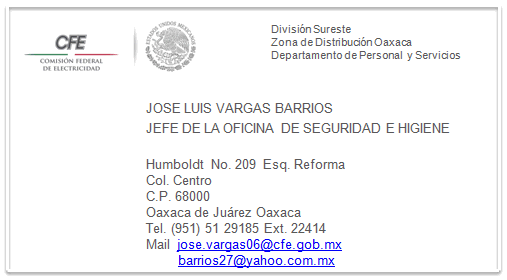 CFE
COMISIÓN FEDERAL
DE ELECTRICIDAD
ESTADOS UNIDOS MEXICANOS
División Sureste
Zona de Distribución Oaxaca
Departamento de Personal y Servicios
JOSE LUIS VARGAS BARRIOS
JEFE DE LA OFICINA DE SEGURIDAD E HIGIENE
Humboldt No. 209 Esq. Reforma
Col. Centro
C.P. 68000
Oaxaca de Juárez Oaxaca
Tel. (951) 51 29185 Ext. 22414
Mail jose.vargas06@cfe.gob.mx
barrios27@yahoo.com.mx